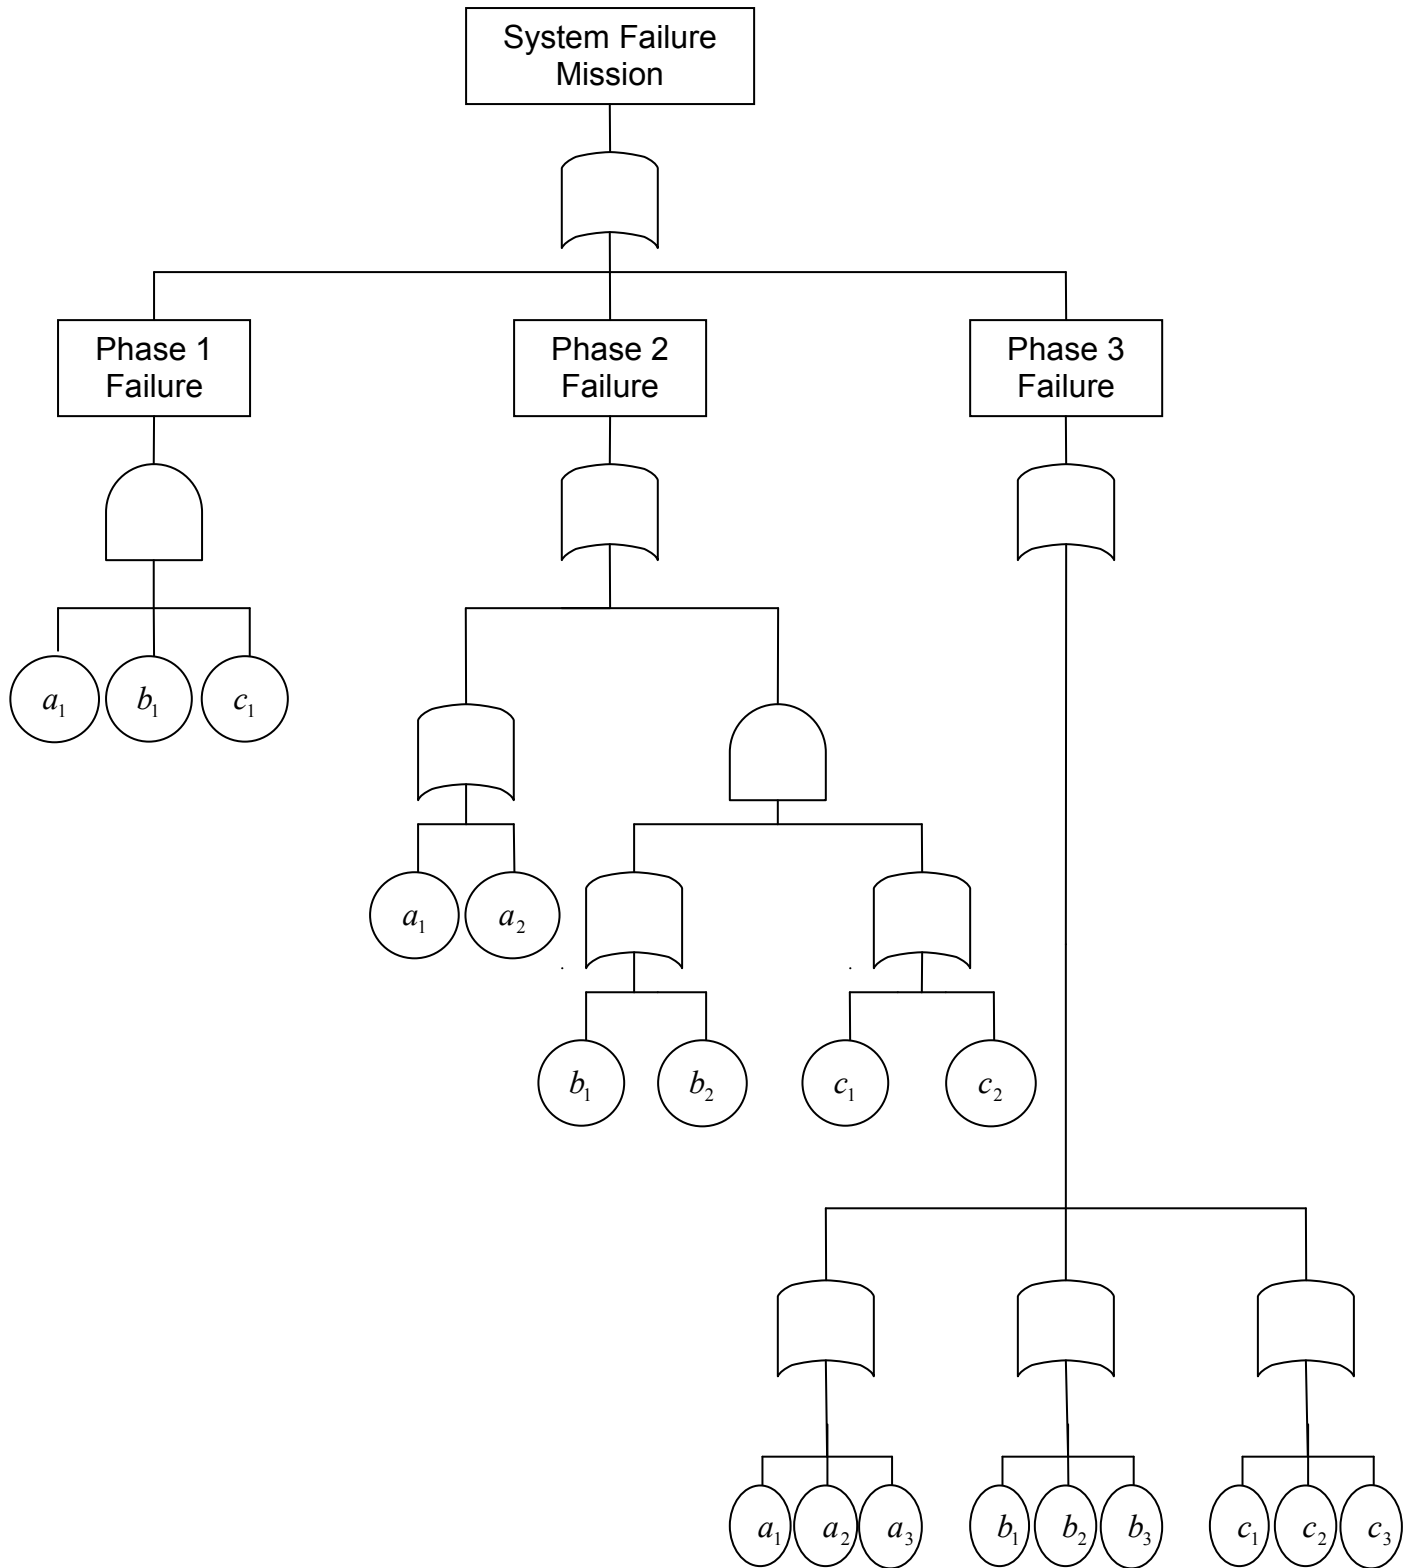 System Failure
Mission
Phase 1
Failure
Phase 2
Failure
Phase 3
Failure
a₁ b₁ c₁
a₁ a₂
b₁ b₂ c₁ c₂
a₁ a₂ a₃ b₁ b₂ b₃ c₁ c₂ c₃